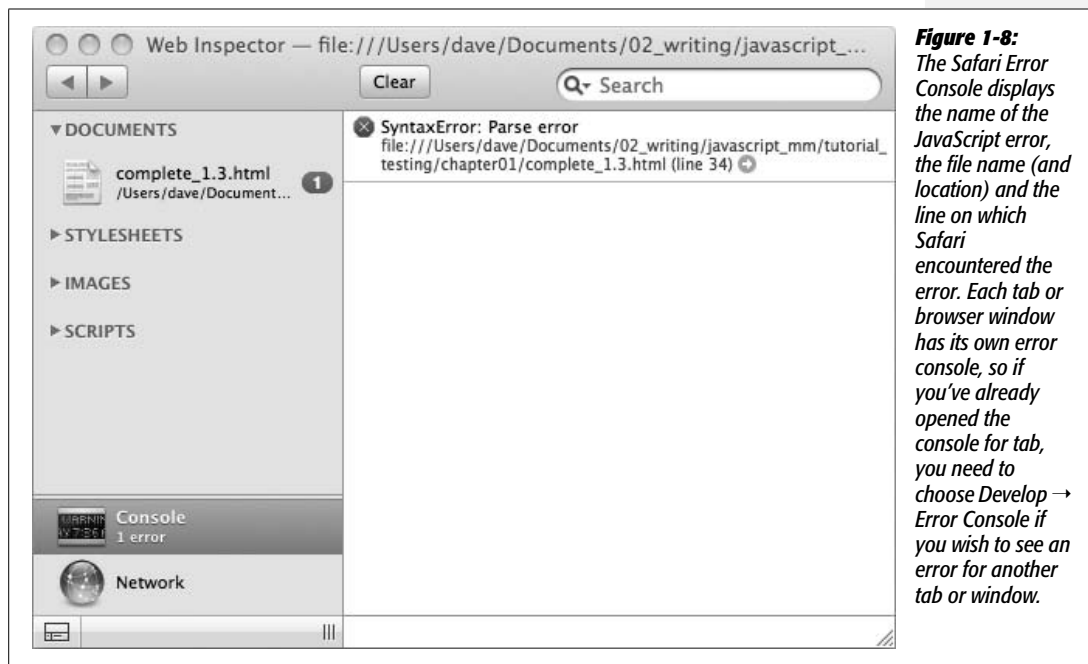 Web Inspector — file:///Users/dave/Documents/02_writing/javascript_...
Clear
Search
DOCUMENTS
complete_1.3.html
/Users/dave/Document...
1
STYLESHEETS
IMAGES
SCRIPTS
Console
1 error
Network
SyntaxError: Parse error
file:///Users/dave/Documents/02_writing/javascript_mm/tutorial_
testing/chapter01/complete_1.3.html (line 34)
Figure 1-8:
The Safari Error
Console displays
the name of the
JavaScript error,
the file name (and
location) and the
line on which
Safari
encountered the
error. Each tab or
browser window
has its own error
console, so if
you've already
opened the
console for tab,
you need to
choose Develop →
Error Console if
you wish to see an
error for another
tab or window.